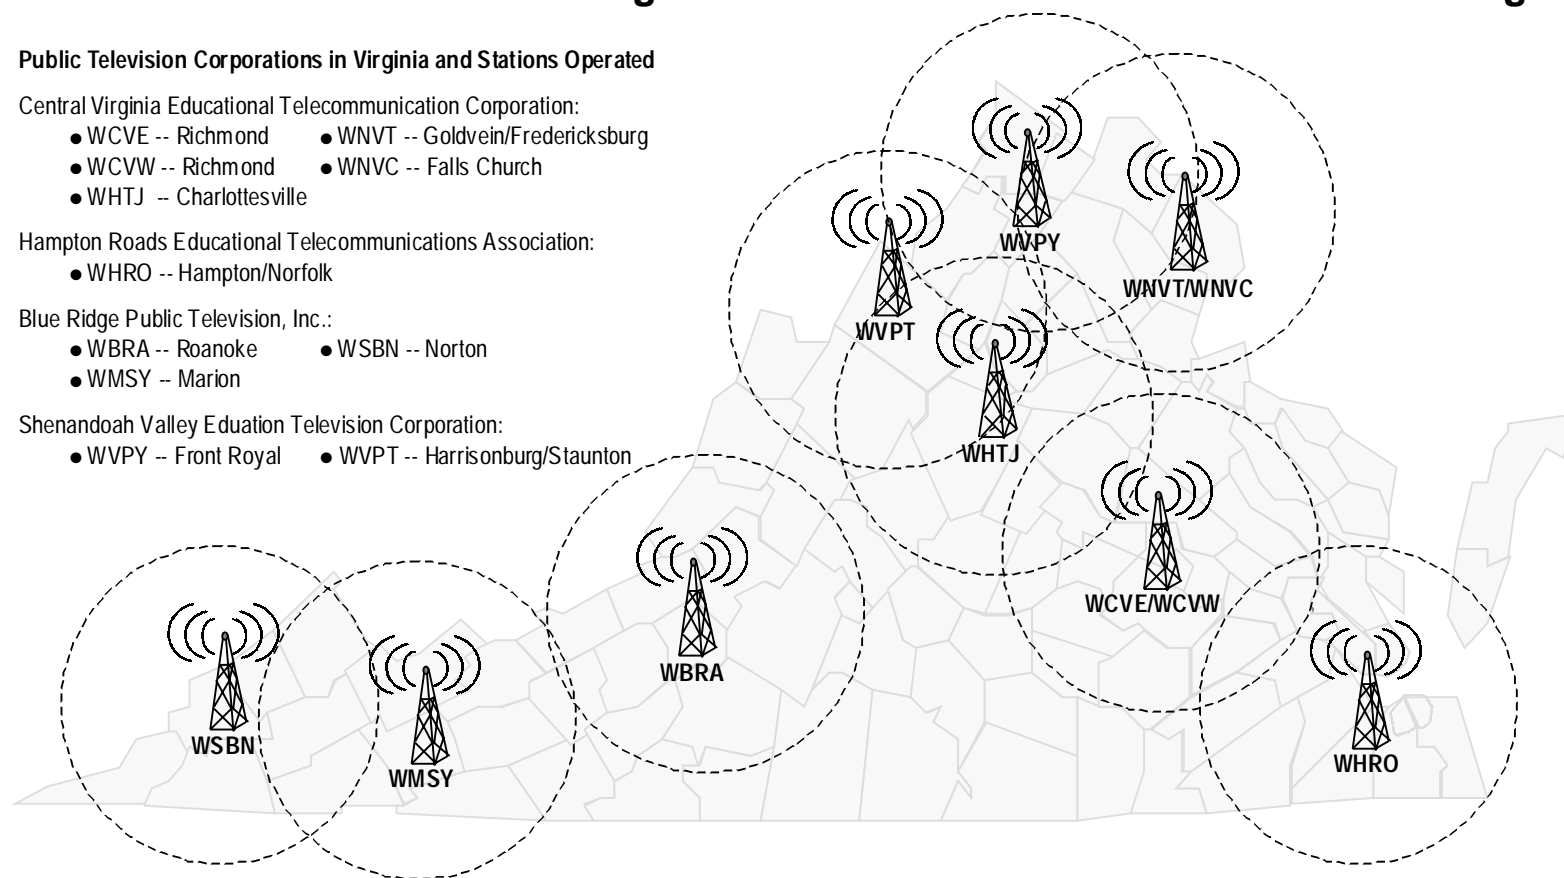 Public Television Corporations in Virginia and Stations Operated
Central Virginia Educational Telecommunication Corporation:
● WCVE -- Richmond ● WNVT -- Goldvein/Fredericksburg
● WCVW -- Richmond ● WNVC -- Falls Church
● WHTJ -- Charlottesville
Hampton Roads Educational Telecommunications Association:
● WHRO -- Hampton/Norfolk
Blue Ridge Public Television, Inc.:
● WBRA -- Roanoke ● WSBN -- Norton
● WMSY -- Marion
Shenandoah Valley Eduation Television Corporation:
● WVPY -- Front Royal ● WVPT -- Harrisonburg/Staunton
WVPY
WNVT/WNVC
WVPT
WHTJ
WCVE/WCVW
WBRA
WSBN
WMSY
WHRO